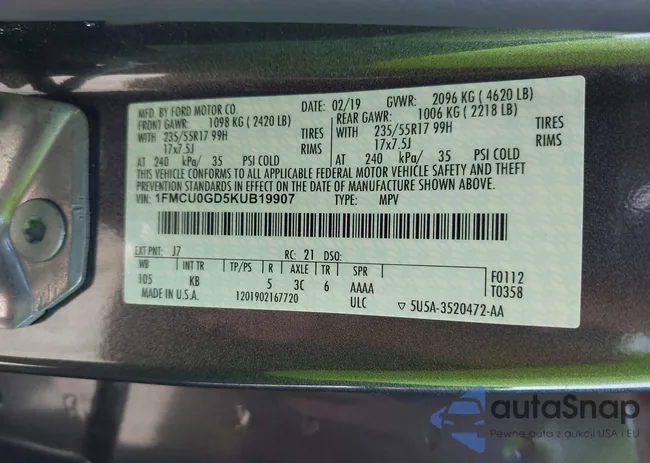 MFD. BY FORD MOTOR CO. 02/19 GVWR: 2096 KG ( 4620 LB)
FRONT GAWR: 1098 KG ( 2420 LB) REAR GAWR: 1006 KG ( 2218 LB)
WITH 235/55R17 99H TIRES WITH 235/55R17 99H TIRES
17x7.5J RIMS 17x7.5J RIMS
AT 240 kPa/ 35 PSI COLD AT 240 kPa/ 35 PSI COLD
THIS VEHICLE CONFORMS TO ALL APPLICABLE FEDERAL MOTOR VEHICLE SAFETY AND THEFT
PREVENTION STANDARDS IN EFFECT ON THE DATE OF MANUFACTURE SHOWN ABOVE.
VIN: 1FMCU0GD5KUB19907 TYPE: MPV
EXT PNT: J7 RC: 21 DSO: F0112
WB INT TR TP/PS R AXLE TR SPR T0358
105 KB 5 3C 6 AAAA
MADE IN U.S.A. 1201902167720 ULC ▽ 5U5A-3520472-AA
autaSnap
Pewne auta z aukcji USA i EU